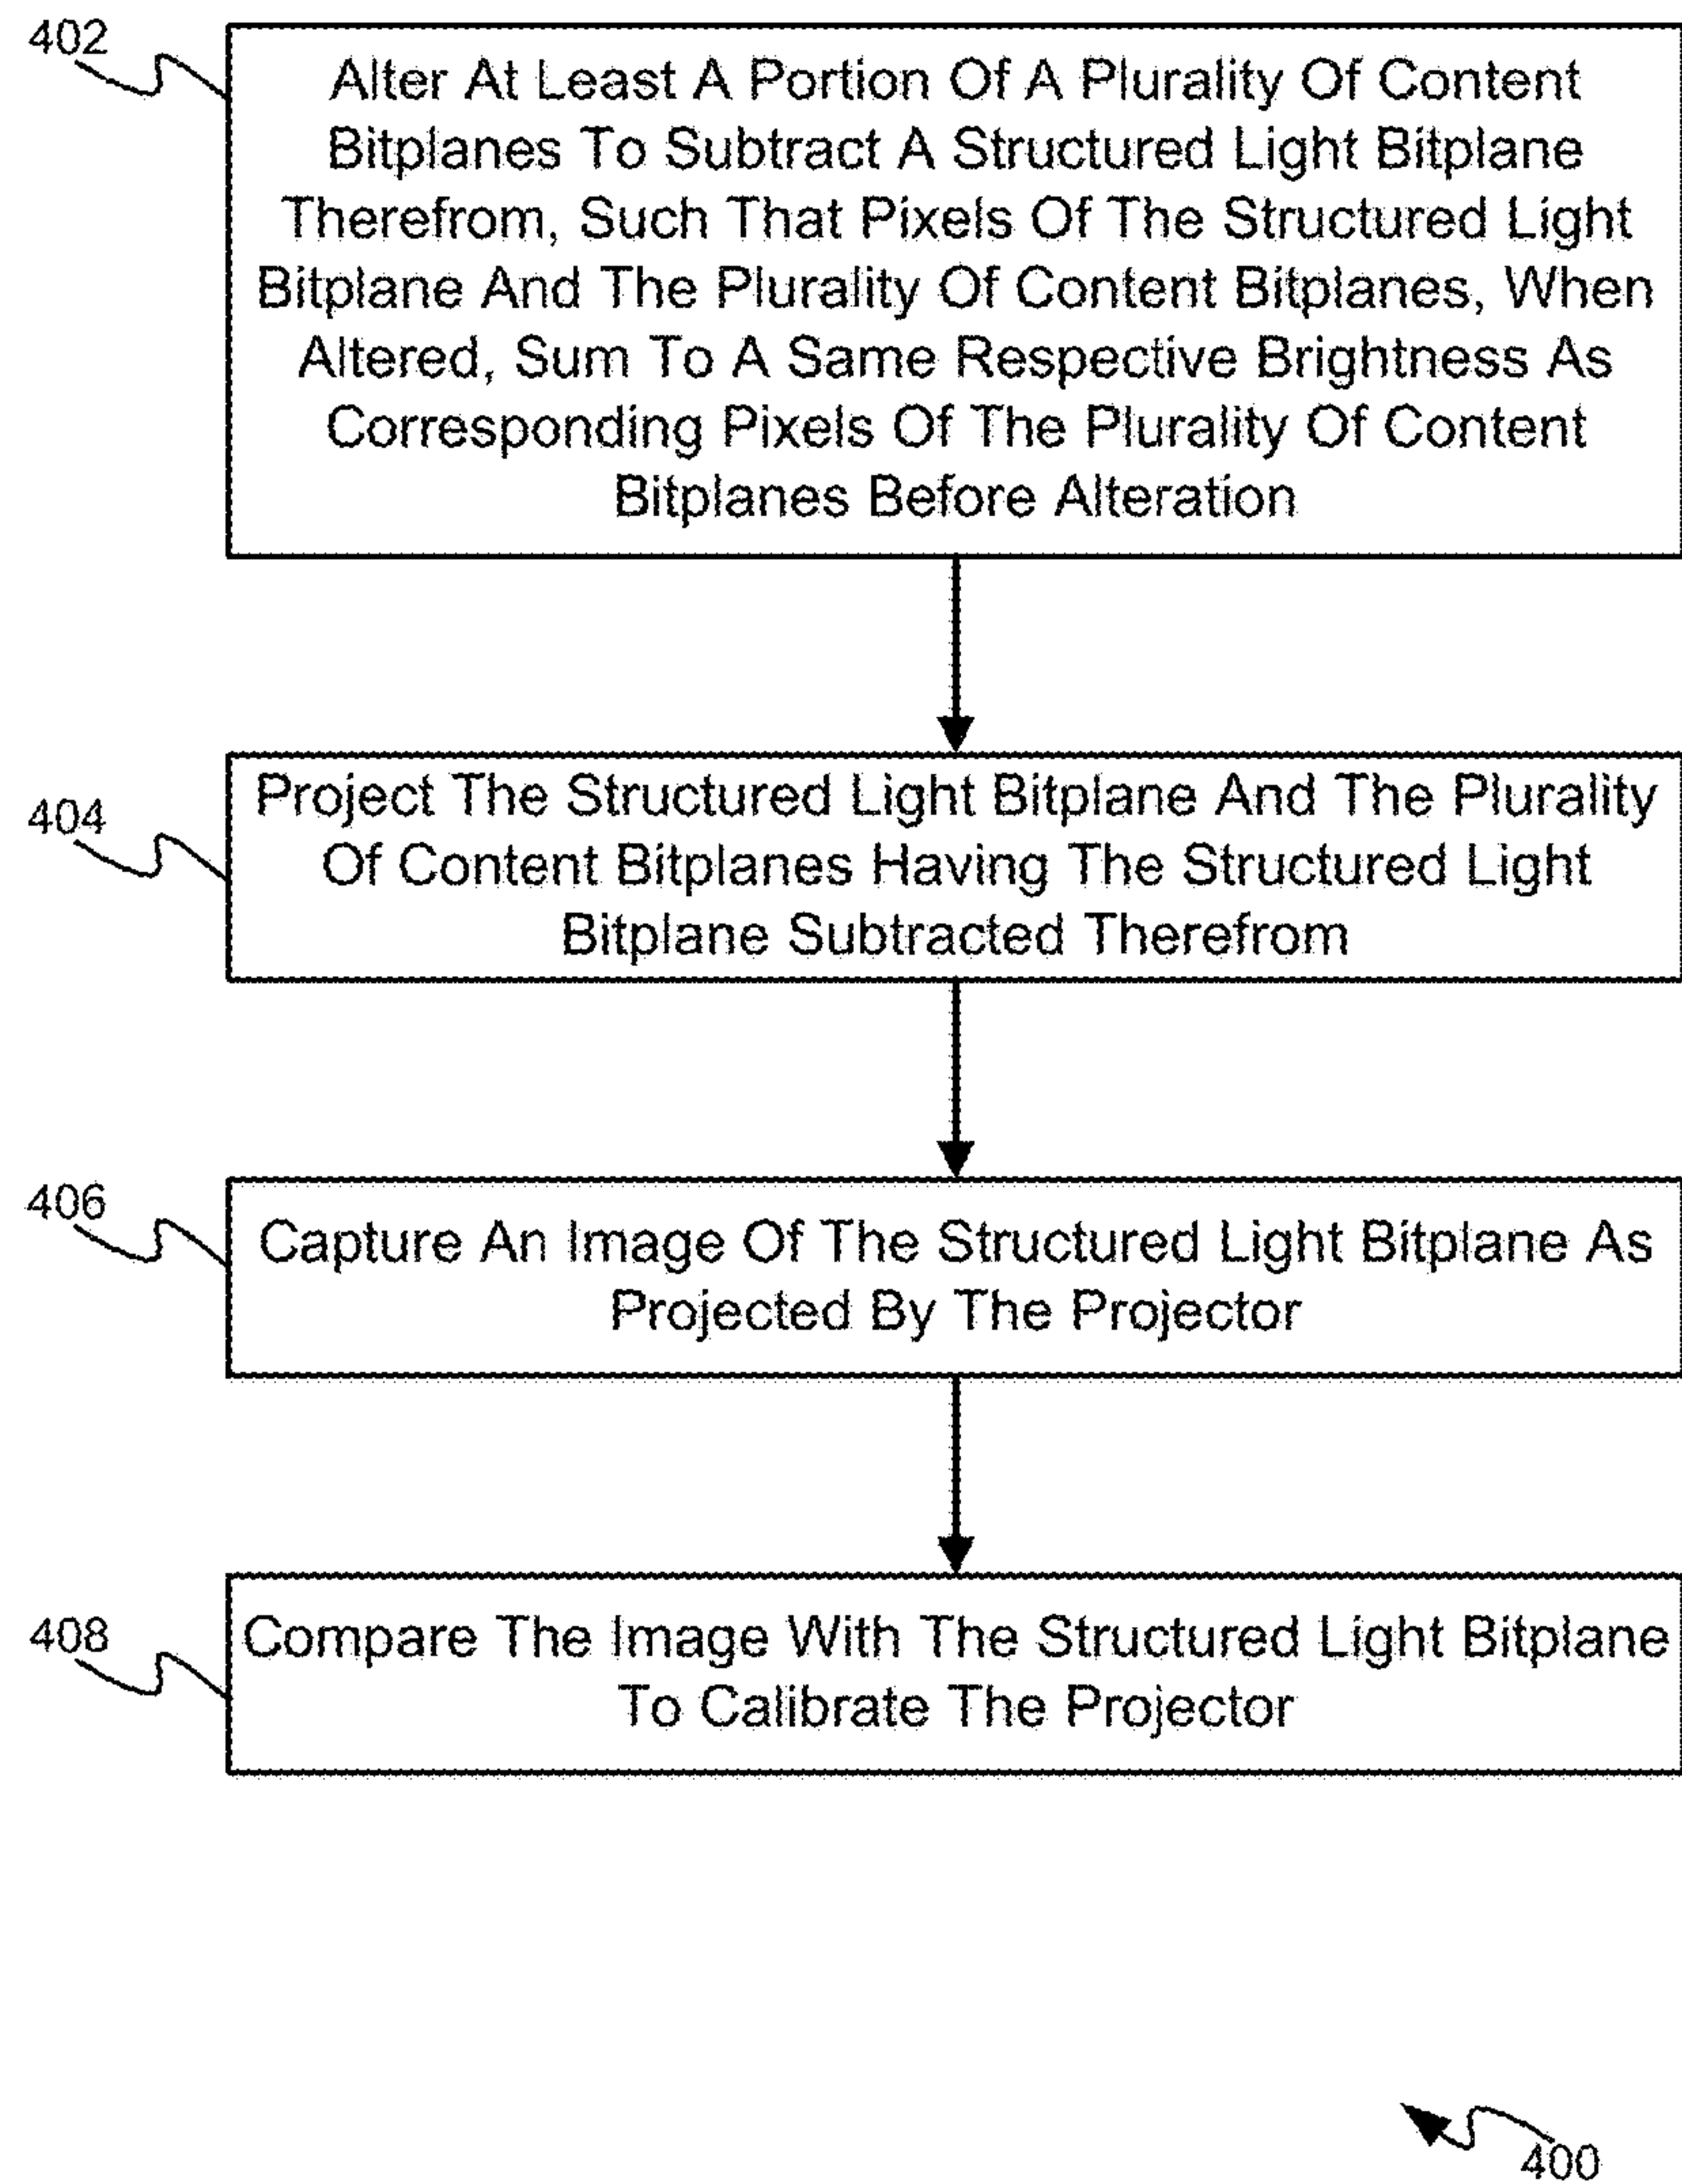 402
Alter At Least A Portion Of A Plurality Of Content
Bitplanes To Subtract A Structured Light Bitplane
Therefrom, Such That Pixels Of The Structured Light
Bitplane And The Plurality Of Content Bitplanes, When
Altered, Sum To A Same Respective Brightness As
Corresponding Pixels Of The Plurality Of Content
Bitplanes Before Alteration
404
Project The Structured Light Bitplane And The Plurality
Of Content Bitplanes Having The Structured Light
Bitplane Subtracted Therefrom
406
Capture An Image Of The Structured Light Bitplane As
Projected By The Projector
408
Compare The Image With The Structured Light Bitplane
To Calibrate The Projector
400